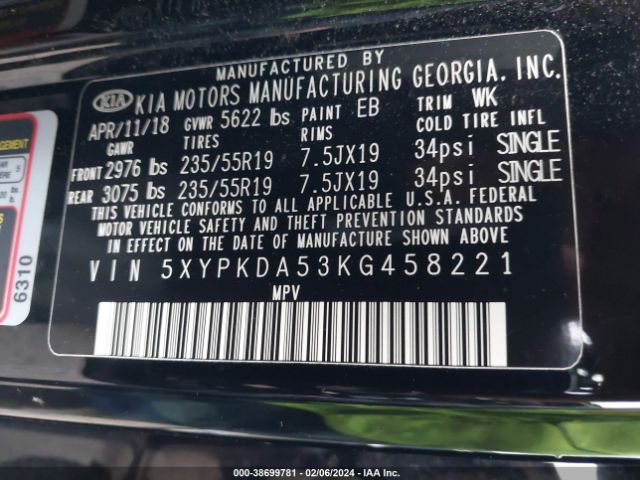 MANUFACTURED BY
KIA KIA MOTORS MANUFACTURING GEORGIA, INC.
APR/11/18 GVWR 5622 lbs PAINT EB TRIM WK
GAWR TIRES RIMS COLD TIRE INFL
FRONT 2976 lbs 235/55R19 7.5JX19 34psi SINGLE
REAR 3075 lbs 235/55R19 7.5JX19 34psi SINGLE
THIS VEHICLE CONFORMS TO ALL APPLICABLE U.S.A. FEDERAL
MOTOR VEHICLE SAFETY AND THEFT PREVENTION STANDARDS
IN EFFECT ON THE DATE OF MANUFACTURE SHOWN ABOVE
VIN 5XYPKDA53KG458221
MPV
6310
000-38699781 - 02/06/2024 - IAA Inc.